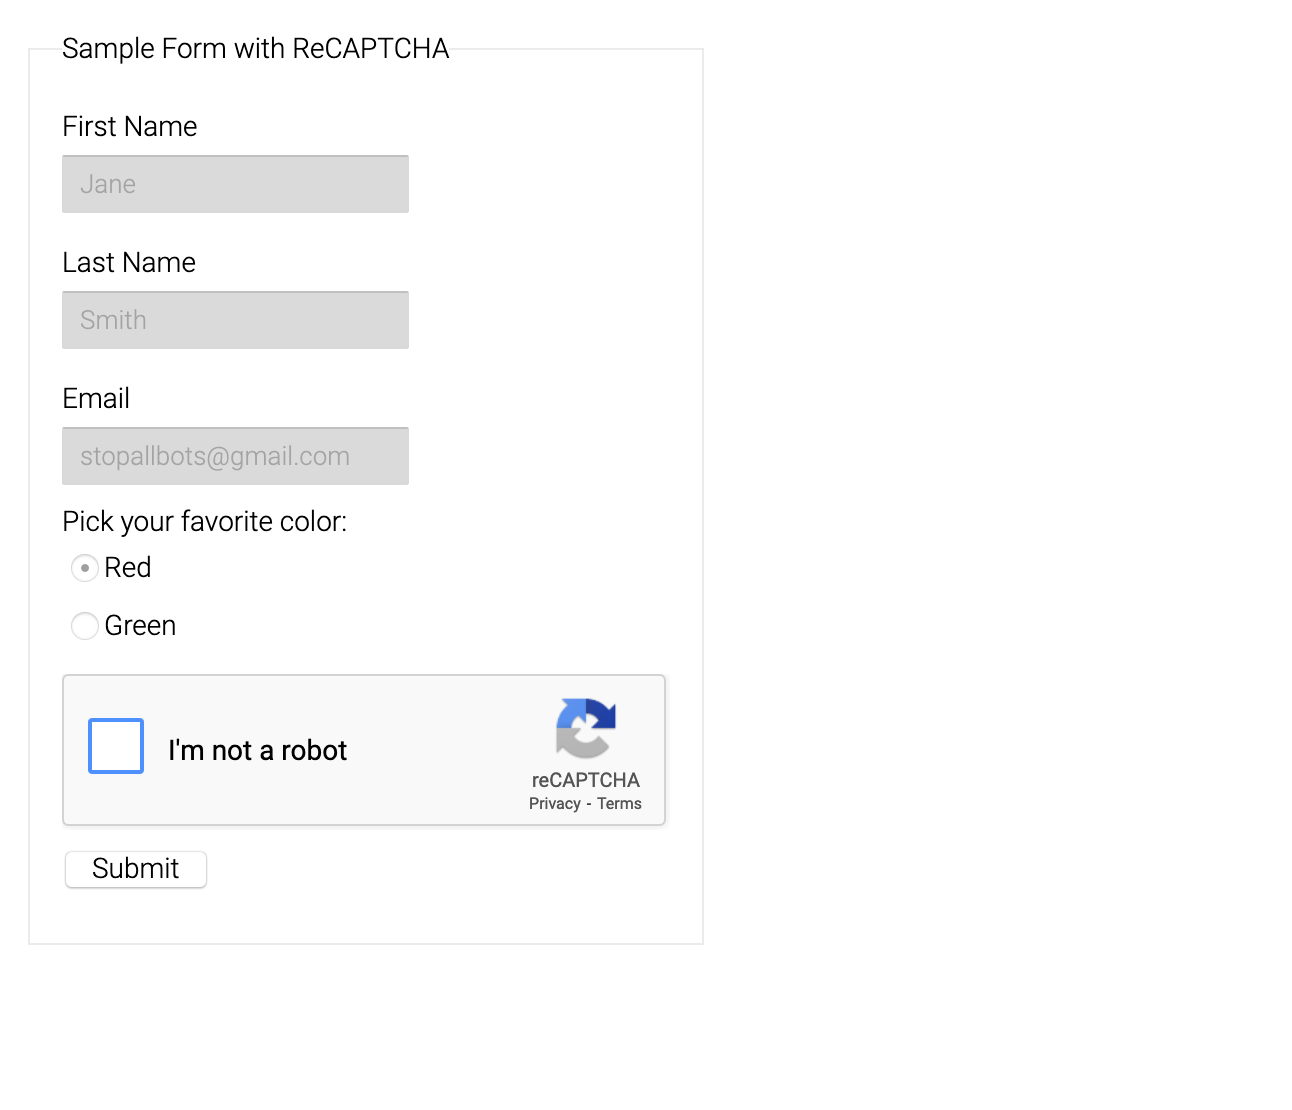 Sample Form with ReCAPTCHA
First Name
Jane
Last Name
Smith
Email
stopallbots@gmail.com
Pick your favorite color:
Red
Green
I'm not a robot
reCAPTCHA
Privacy - Terms
Submit